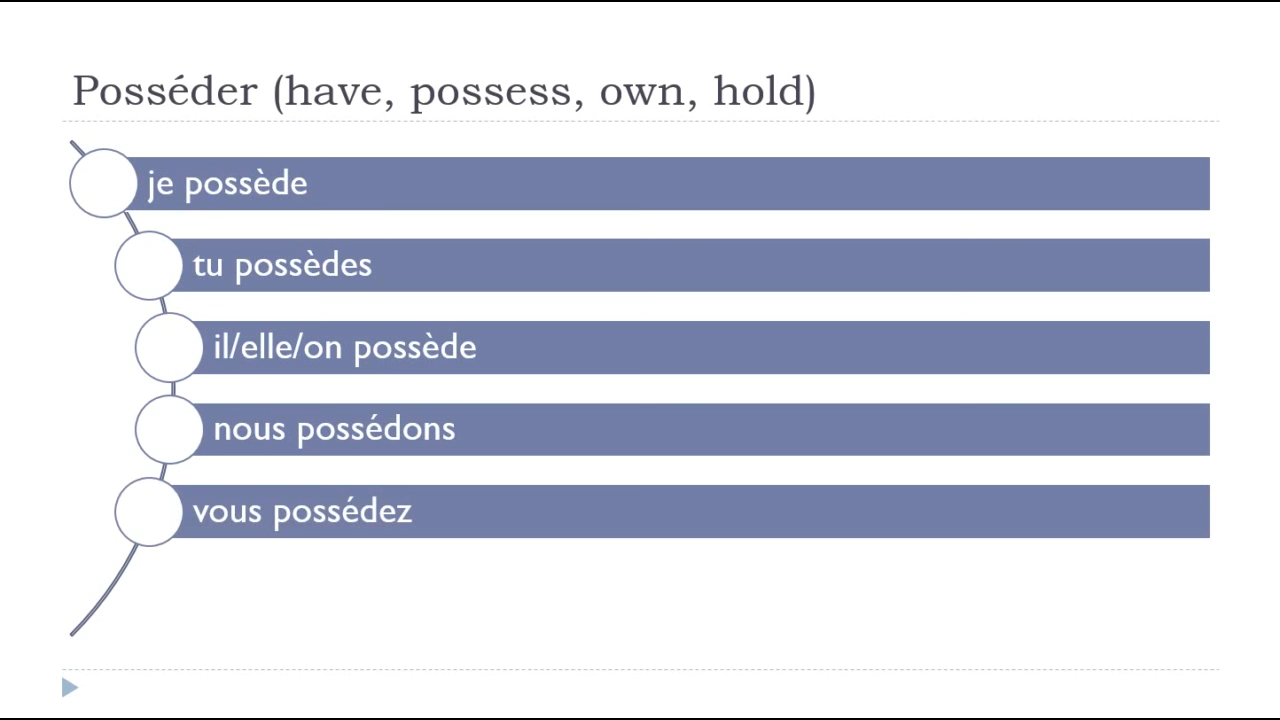 Posséder (have, possess, own, hold)
je possède
tu possèdes
il/elle/on possède
nous possédons
vous possédez